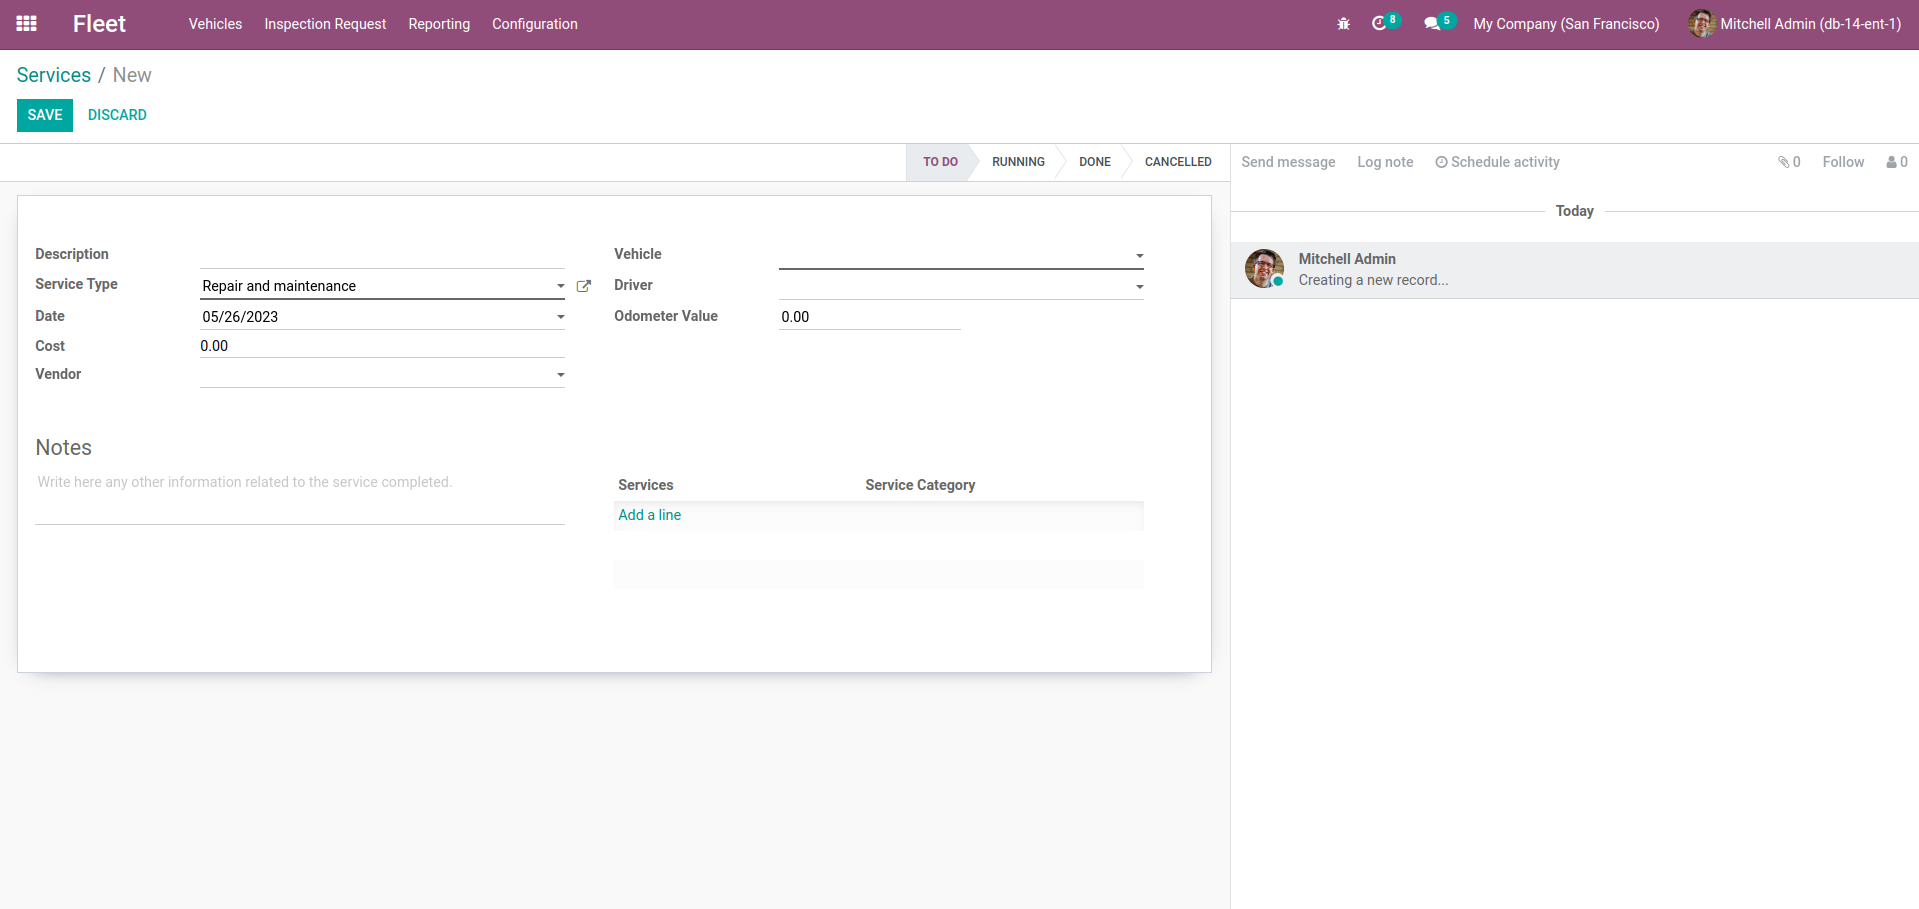 Fleet Vehicles Inspection Request Reporting Configuration 8 5 My Company (San Francisco) Mitchell Admin (db-14-ent-1)
Services / New
SAVE DISCARD
TO DO RUNNING DONE CANCELLED
Send message Log note Schedule activity 0 Follow 0
Today
Mitchell Admin
Creating a new record...
Description
Service Type Repair and maintenance
Date 05/26/2023
Cost 0.00
Vendor
Vehicle
Driver
Odometer Value 0.00
Notes
Write here any other information related to the service completed.
Services Service Category
Add a line